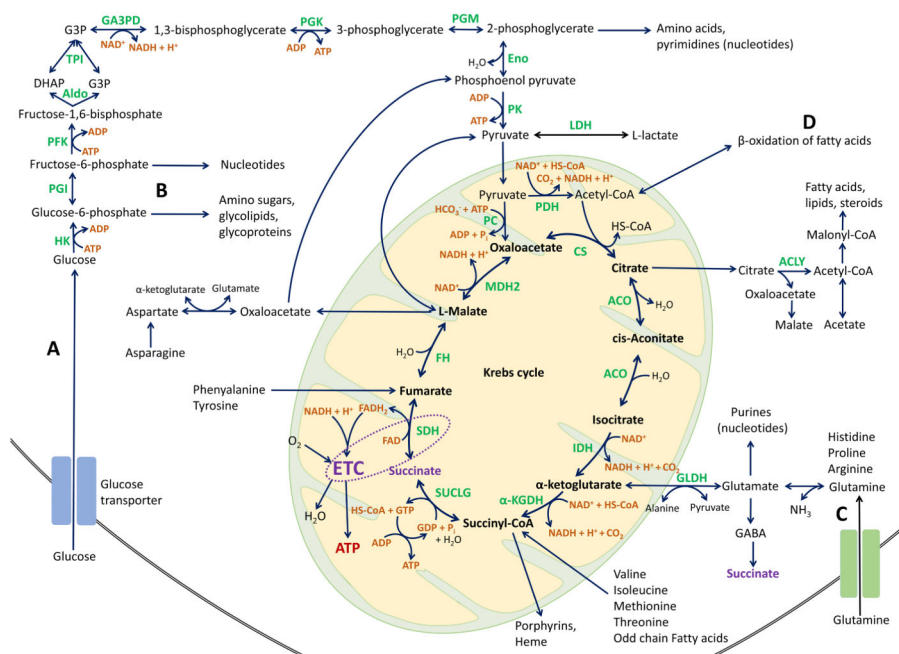 G3P
GA3PD
NAD⁺
NADH + H⁺
1,3-bisphosphoglycerate
PGK
ADP
ATP
3-phosphoglycerate
PGM
2-phosphoglycerate
Amino acids,
pyrimidines (nucleotides)
TPI
DHAP
G3P
Aldo
Fructose-1,6-bisphosphate
PFK
ADP
ATP
Fructose-6-phosphate
Nucleotides
PGI
B
Glucose-6-phosphate
Amino sugars,
glycolipids,
glycoproteins
HK
ADP
ATP
Glucose
A
Glucose
transporter
Glucose
H₂O
Eno
Phosphoenol pyruvate
ADP
ATP
PK
Pyruvate
LDH
L-lactate
D
β-oxidation of fatty acids
NAD⁺ + HS-CoA
CO₂ + NADH + H⁺
Pyruvate
PDH
Acetyl-CoA
HCO₃⁻ + ATP
PC
ADP + Pᵢ
Oxaloacetate
HS-CoA
CS
NADH + H⁺
NAD⁺
MDH2
Citrate
Citrate
ACLY
Acetyl-CoA
Malonyl-CoA
Fatty acids,
lipids, steroids
Oxaloacetate
Malate
Acetate
ACO
H₂O
cis-Aconitate
ACO
H₂O
Krebs cycle
Isocitrate
IDH
NAD⁺
NADH + H⁺ + CO₂
α-ketoglutarate
GLDH
Alanine
Pyruvate
Glutamate
Purines
(nucleotides)
Histidine
Proline
Arginine
Glutamine
NH₃
C
GABA
Succinate
Glutamine
α-KGDH
NAD⁺ + HS-CoA
NADH + H⁺ + CO₂
Succinyl-CoA
Valine
Isoleucine
Methionine
Threonine
Odd chain Fatty acids
Porphyrins,
Heme
SUCLG
HS-CoA + GTP
GDP + Pᵢ
+ H₂O
ADP
ATP
Succinate
SDH
FADH₂
FAD
NADH + H⁺
O₂
ETC
H₂O
ATP
Fumarate
Phenyalanine
Tyrosine
H₂O
FH
L-Malate
Oxaloacetate
α-ketoglutarate
Glutamate
Aspartate
Asparagine